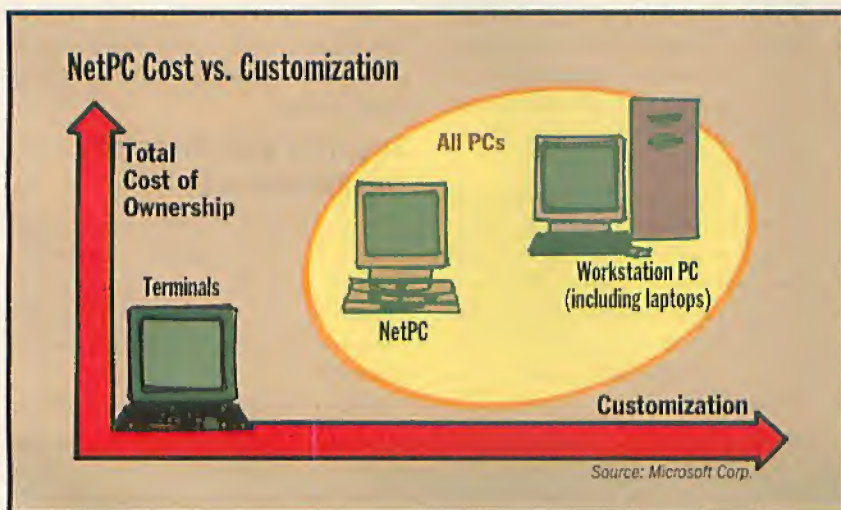 NetPC Cost vs. Customization
Total
Cost of
Ownership
All PCs
Terminals
NetPC
Workstation PC
(including laptops)
Customization
Source: Microsoft Corp.